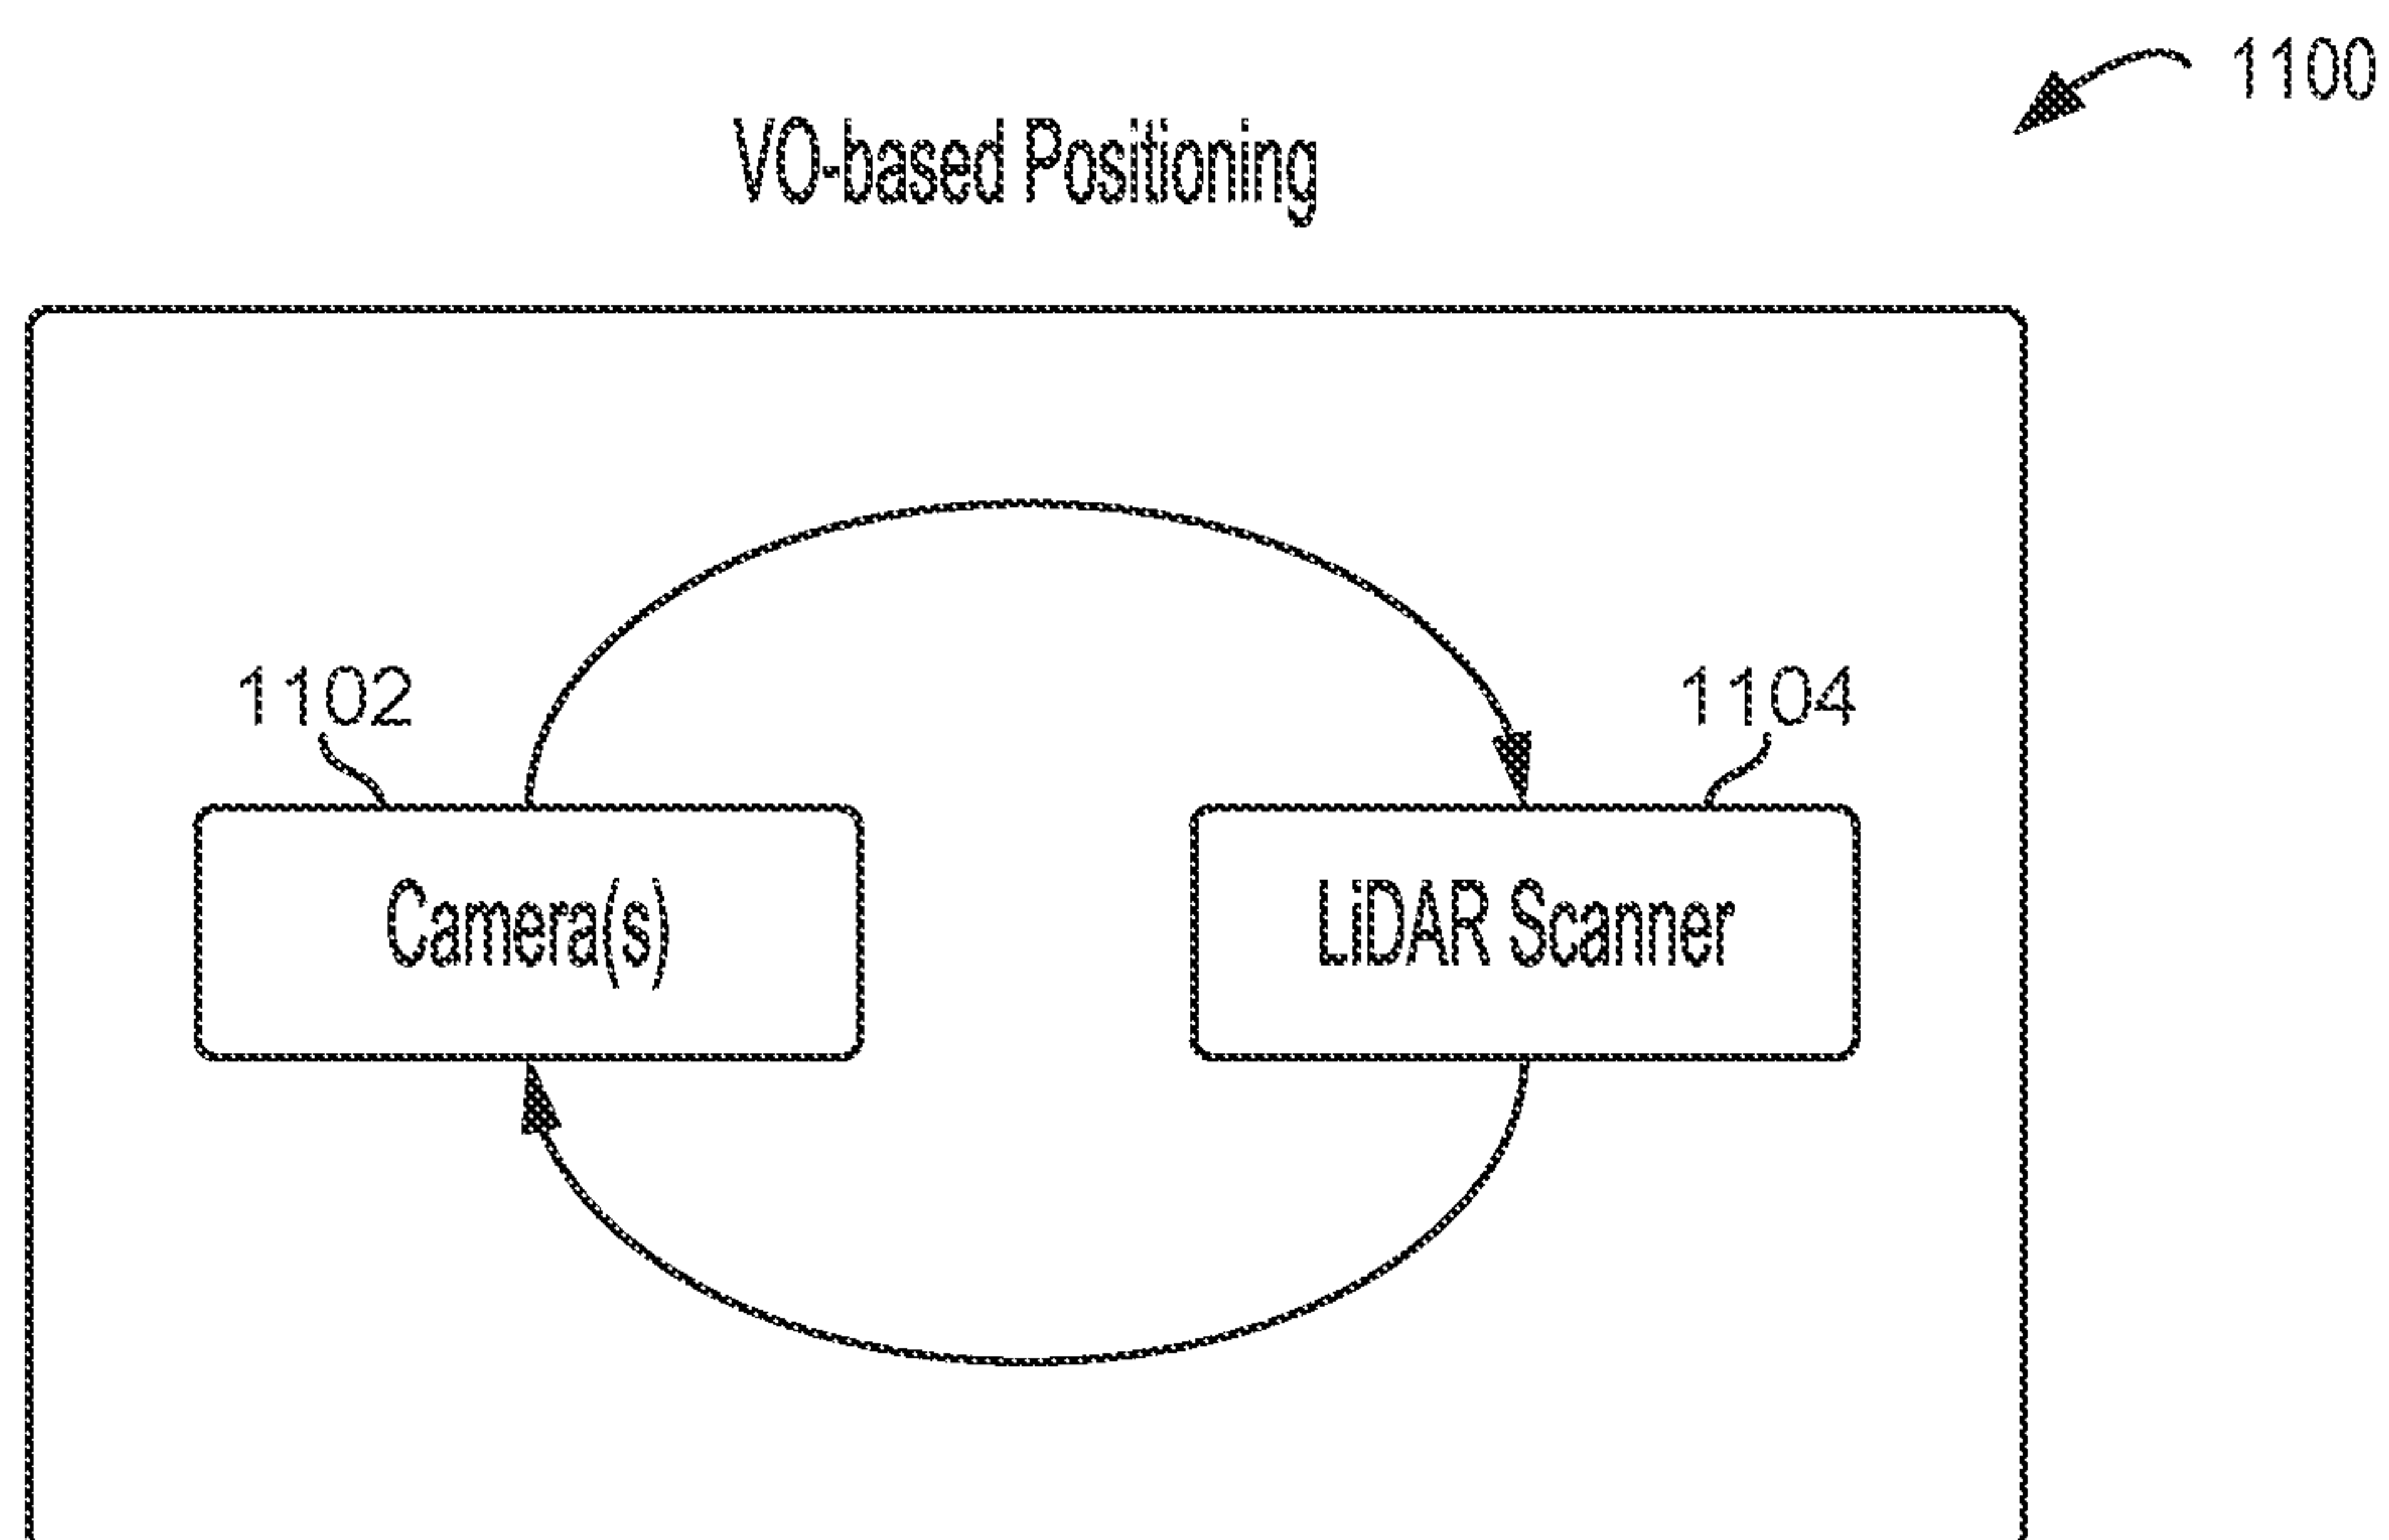 1100
VO-based Positioning
1102
1104
Camera(s)
LiDAR Scanner